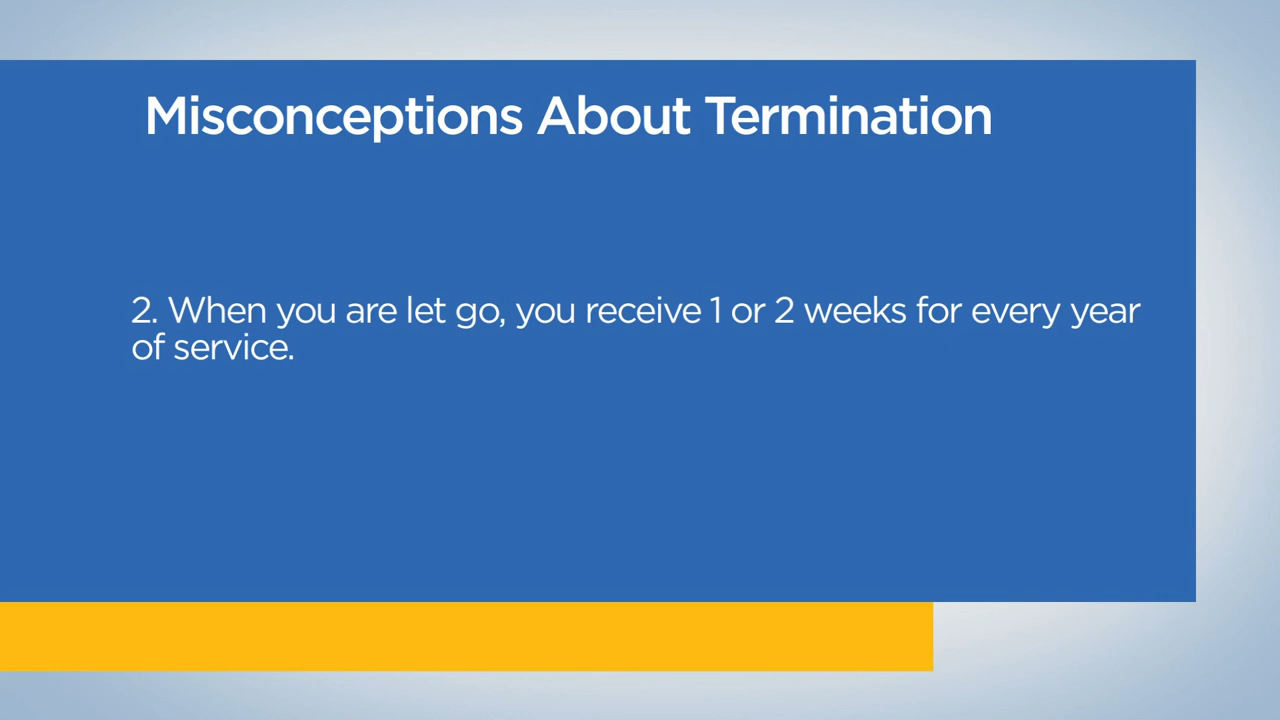 Misconceptions About Termination
2. When you are let go, you receive 1 or 2 weeks for every year
of service.